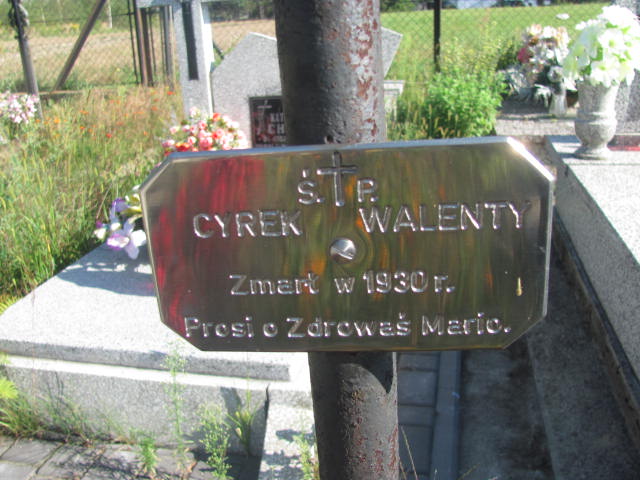 Ś. † P.
CYREK WALENTY
Zmarł w 1930 r.
Prosi o Zdrowaś Mario.